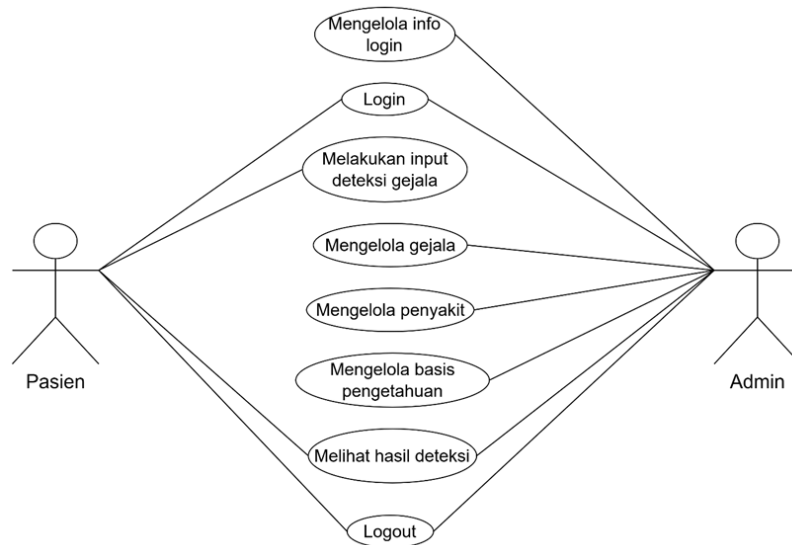 Mengelola info
login
Login
Melakukan input
deteksi gejala
Mengelola gejala
Mengelola penyakit
Mengelola basis
pengetahuan
Pasien
Admin
Melihat hasil deteksi
Logout